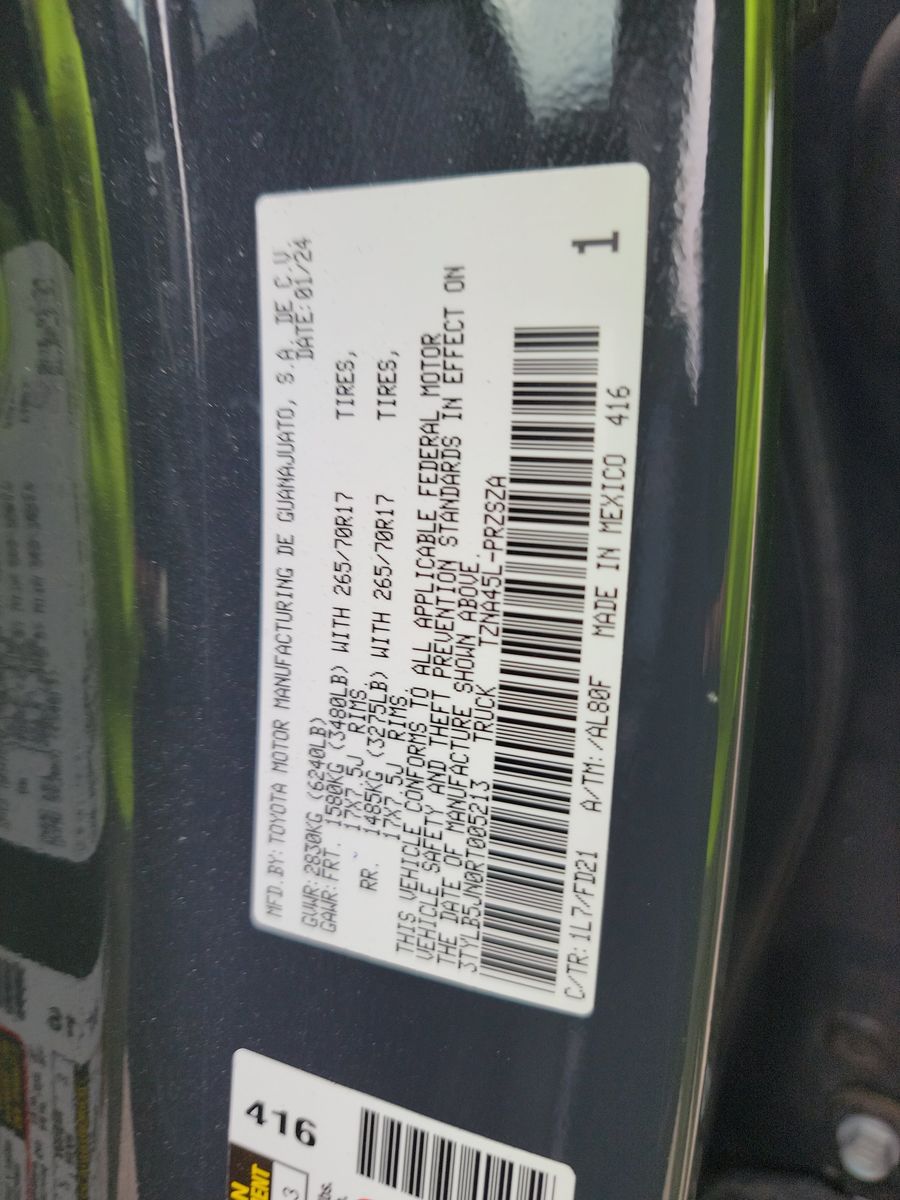 MFD.BY:TOYOTA MOTOR MANUFACTURING DE GUANAJUATO, S.A. DE C.V.
DATE:01/24
GVWR:2830KG (6240LB)
GAWR:FRT. 1580KG (3480LB) WITH 265/70R17 TIRES,
17X7.5J RIMS.
RR. 1485KG (3275LB) WITH 265/70R17 TIRES,
17X7.5J RIMS.
THIS VEHICLE CONFORMS TO ALL APPLICABLE FEDERAL MOTOR
VEHICLE SAFETY AND THEFT PREVENTION STANDARDS IN EFFECT ON
THE DATE OF MANUFACTURE SHOWN ABOVE.
3TYLB5JN0RT005213 TRUCK TZNA45L-PRZSZA
1
C/TR:1L7/FD21 A/TM:/AL80F MADE IN MEXICO 416
416